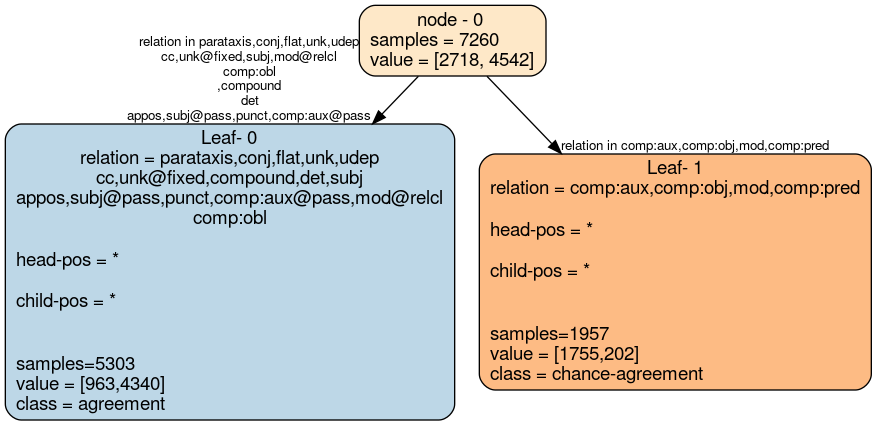 node - 0
samples = 7260
value = [2718, 4542]
relation in parataxis,conj,flat,unk,udep
cc,unk@fixed,subj,mod@relcl
comp:obl
,compound
det
appos,subj@pass,punct,comp:aux@pass
relation in comp:aux,comp:obj,mod,comp:pred
Leaf- 0
relation = parataxis,conj,flat,unk,udep
cc,unk@fixed,compound,det,subj
appos,subj@pass,punct,comp:aux@pass,mod@relcl
comp:obl
head-pos = *
child-pos = *
samples=5303
value = [963,4340]
class = agreement
Leaf- 1
relation = comp:aux,comp:obj,mod,comp:pred
head-pos = *
child-pos = *
samples=1957
value = [1755,202]
class = chance-agreement